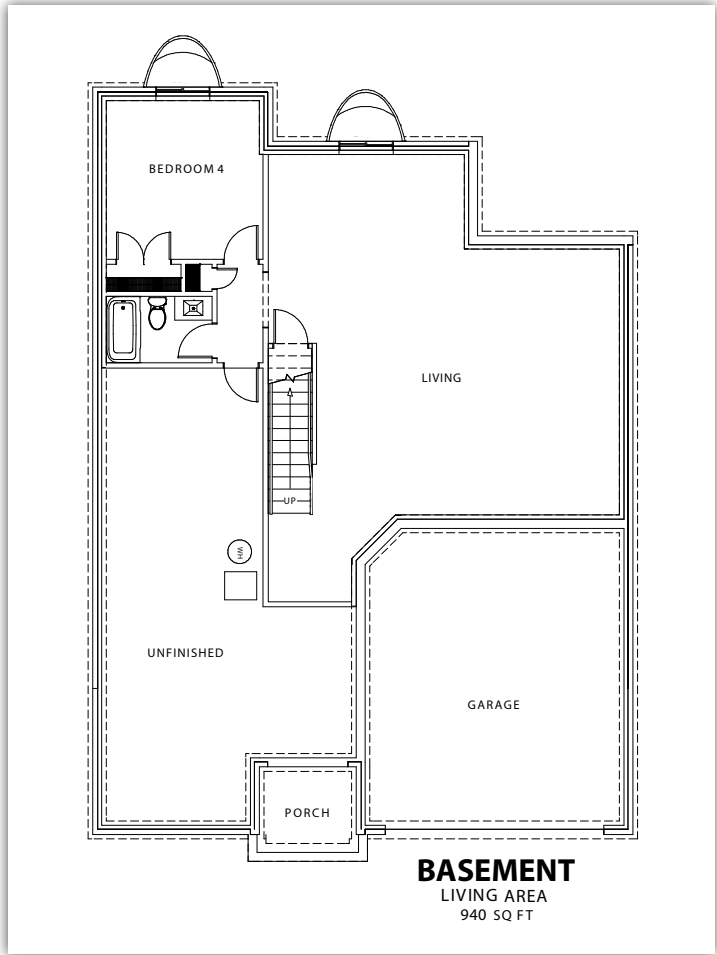 BEDROOM 4
LIVING
UP
WH
UNFINISHED
GARAGE
PORCH
BASEMENT
LIVING AREA
940 SQ FT